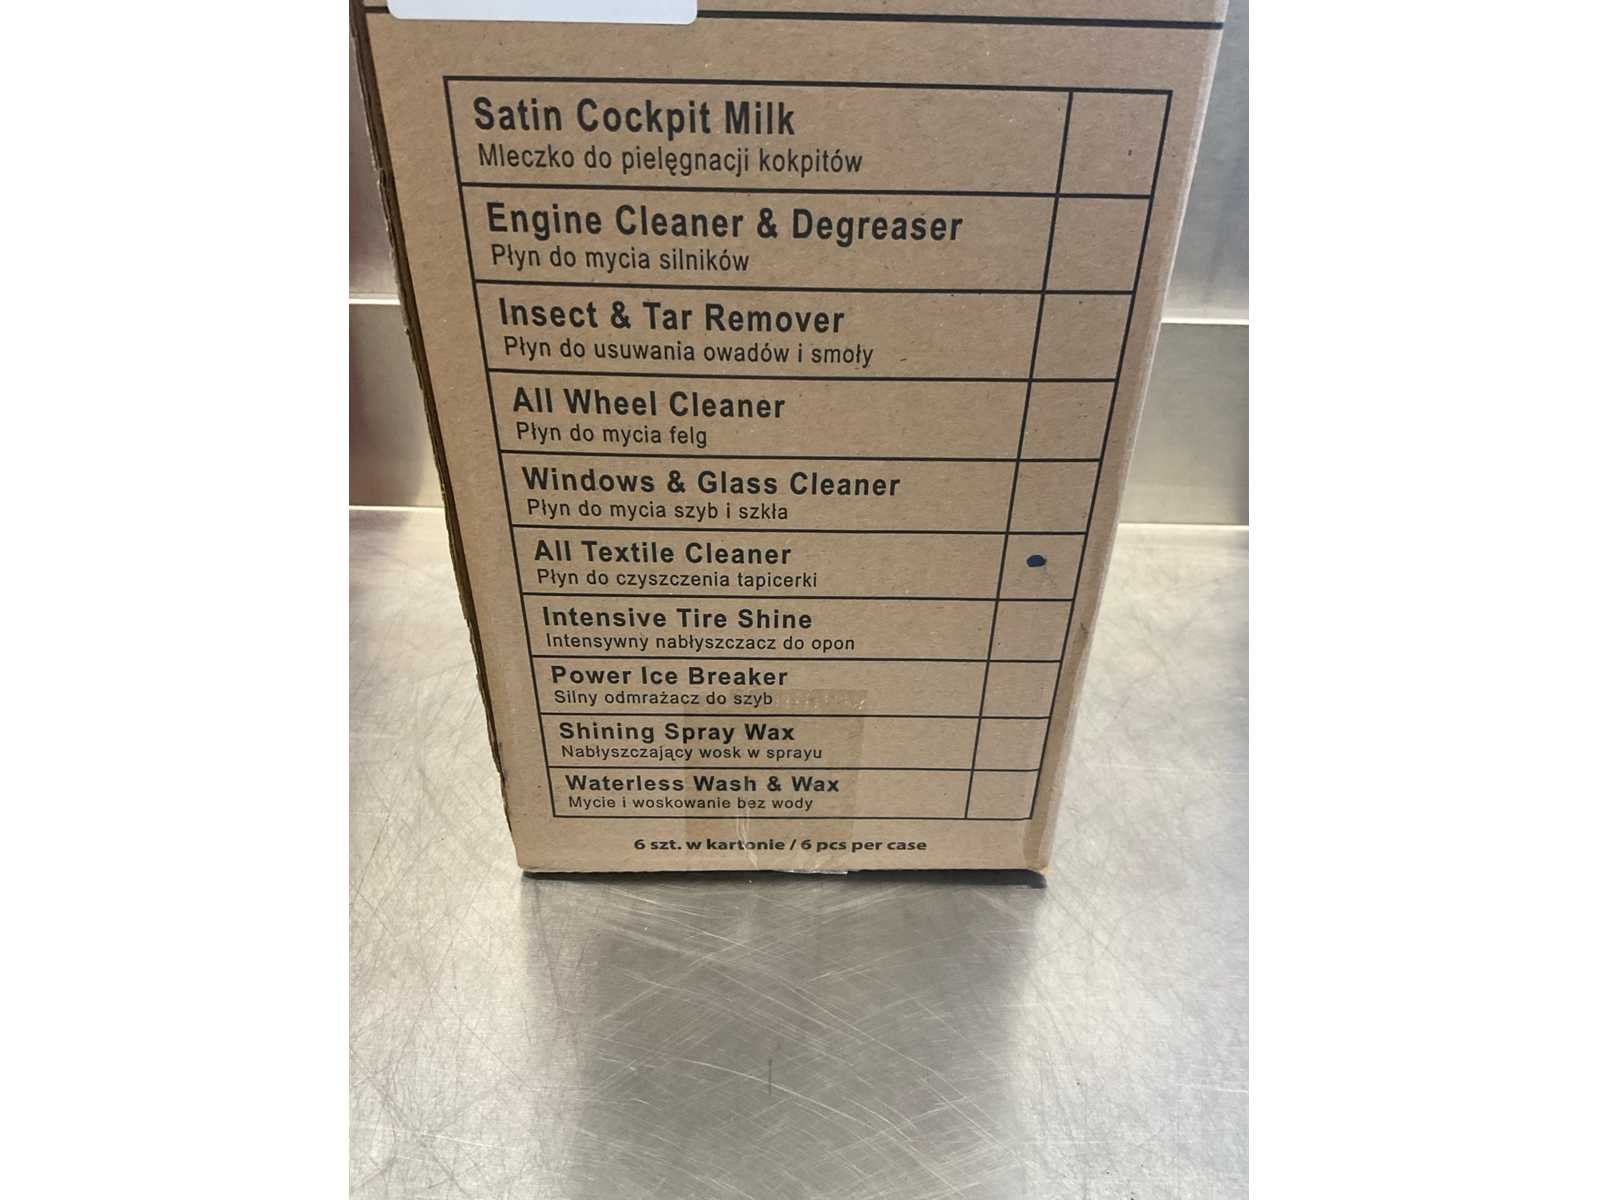 Satin Cockpit Milk
Mleczko do pielęgnacji kokpitów
Engine Cleaner & Degreaser
Płyn do mycia silników
Insect & Tar Remover
Płyn do usuwania owadów i smoły
All Wheel Cleaner
Płyn do mycia felg
Windows & Glass Cleaner
Płyn do mycia szyb i szkła
All Textile Cleaner
Płyn do czyszczenia tapicerki
Intensive Tire Shine
Intensywny nabłyszczacz do opon
Power Ice Breaker
Silny odmrażacz do szyb
Shining Spray Wax
Nabłyszczający wosk w sprayu
Waterless Wash & Wax
Mycie i woskowanie bez wody
6 szt. w kartonie / 6 pcs per case